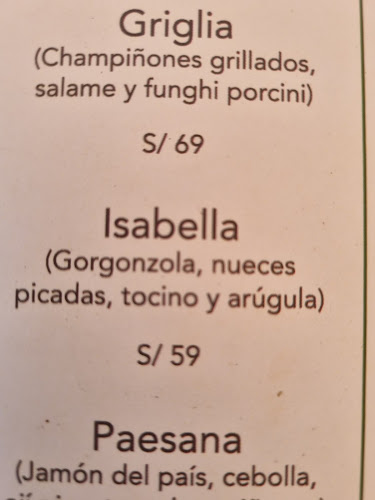 Griglia
(Champiñones grillados,
salame y funghi porcini)
S/ 69
Isabella
(Gorgonzola, nueces
picadas, tocino y arúgula)
S/ 59
Paesana
(Jamón del país, cebolla,